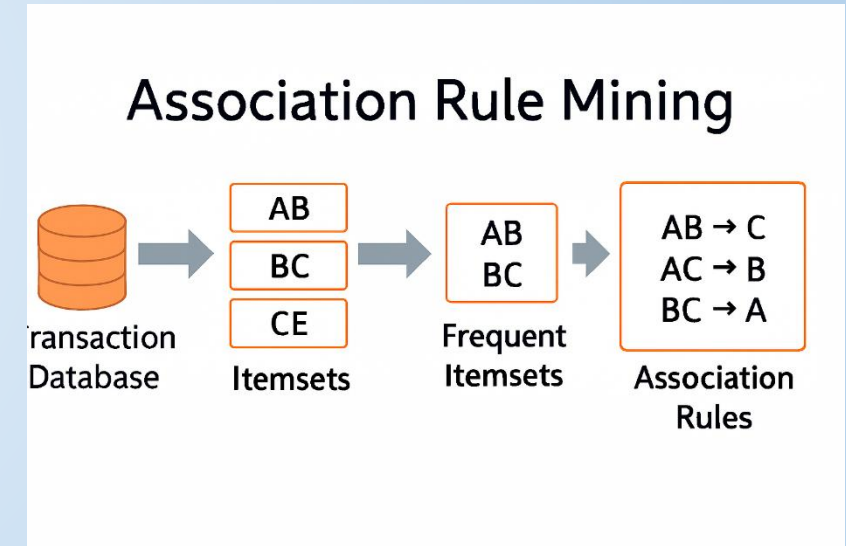 Association Rule Mining
AB
BC
CE
AB
BC
AB → C
AC → B
BC → A
ransaction
Database
Itemsets
Frequent
Itemsets
Association
Rules